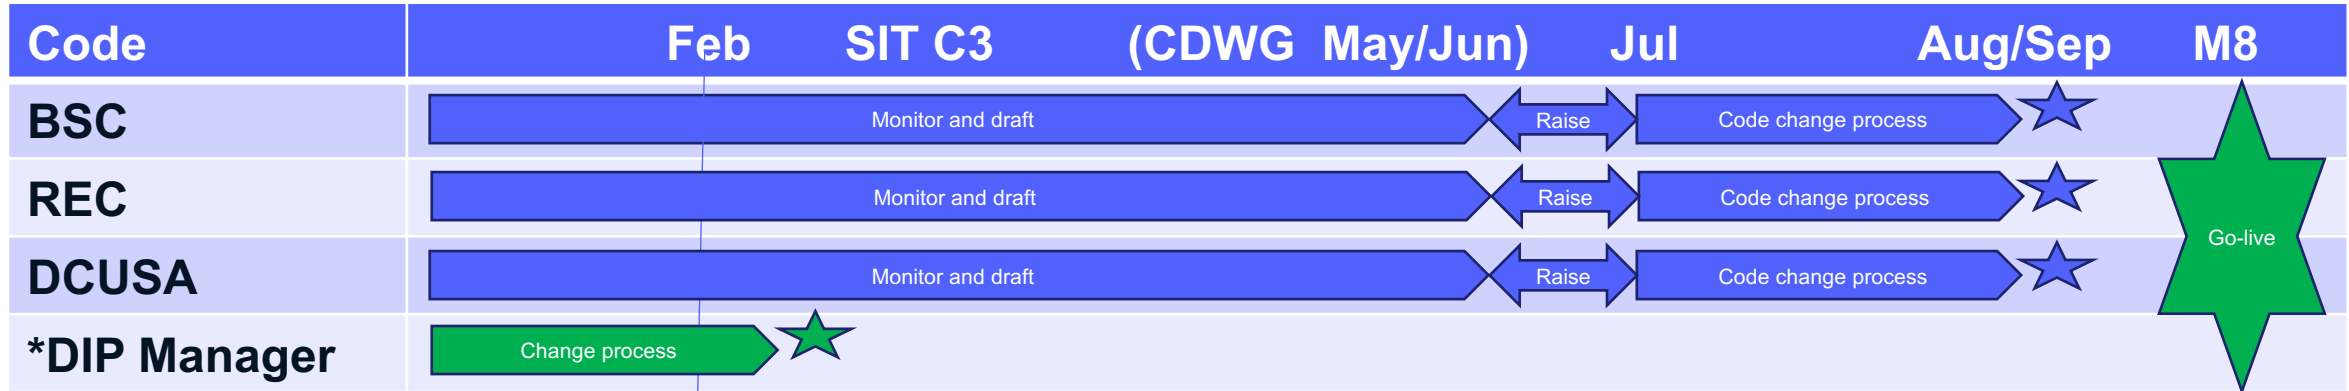 Code Feb SIT C3 (CDWG May/Jun) Jul Aug/Sep M8
BSC Monitor and draft Raise Code change process
REC Monitor and draft Raise Code change process
Go-live
DCUSA Monitor and draft Raise Code change process
*DIP Manager Change process